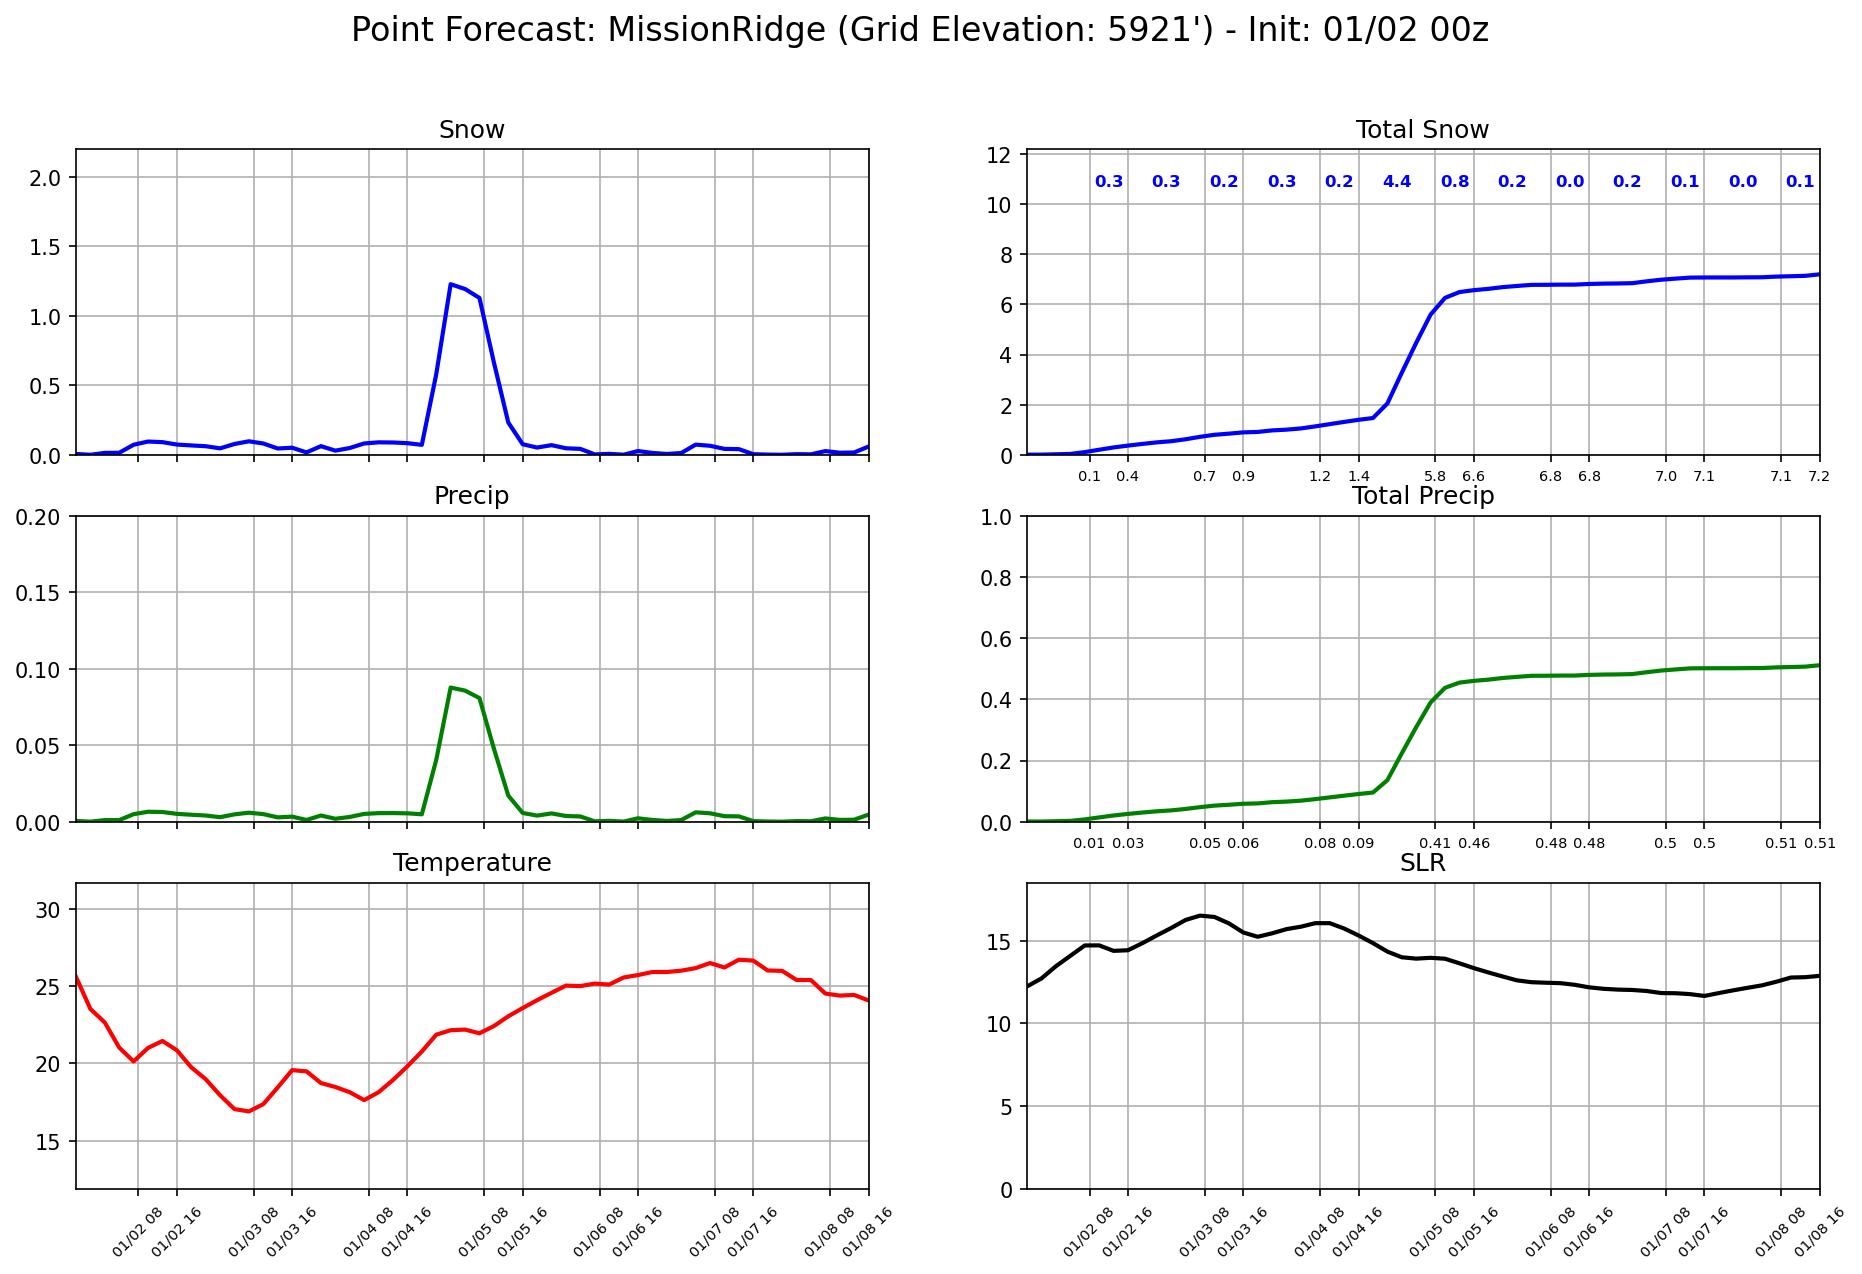 Point Forecast: MissionRidge (Grid Elevation: 5921') - Init: 01/02 00z
Snow
2.0
1.5
1.0
0.5
0.0
Total Snow
12
10
8
6
4
2
0
0.3 0.3 0.2 0.3 0.2 4.4 0.8 0.2 0.0 0.2 0.1 0.0 0.1
0.1 0.4 0.7 0.9 1.2 1.4 5.8 6.6 6.8 6.8 7.0 7.1 7.1 7.2
Precip
0.20
0.15
0.10
0.05
0.00
Total Precip
1.0
0.8
0.6
0.4
0.2
0.0
0.01 0.03 0.05 0.06 0.08 0.09 0.41 0.46 0.48 0.48 0.5 0.5 0.51 0.51
Temperature
30
25
20
15
01/02 08 01/02 16 01/03 08 01/03 16 01/04 08 01/04 16 01/05 08 01/05 16 01/06 08 01/06 16 01/07 08 01/07 16 01/08 08 01/08 16
SLR
15
10
5
0
01/02 08 01/02 16 01/03 08 01/03 16 01/04 08 01/04 16 01/05 08 01/05 16 01/06 08 01/06 16 01/07 08 01/07 16 01/08 08 01/08 16